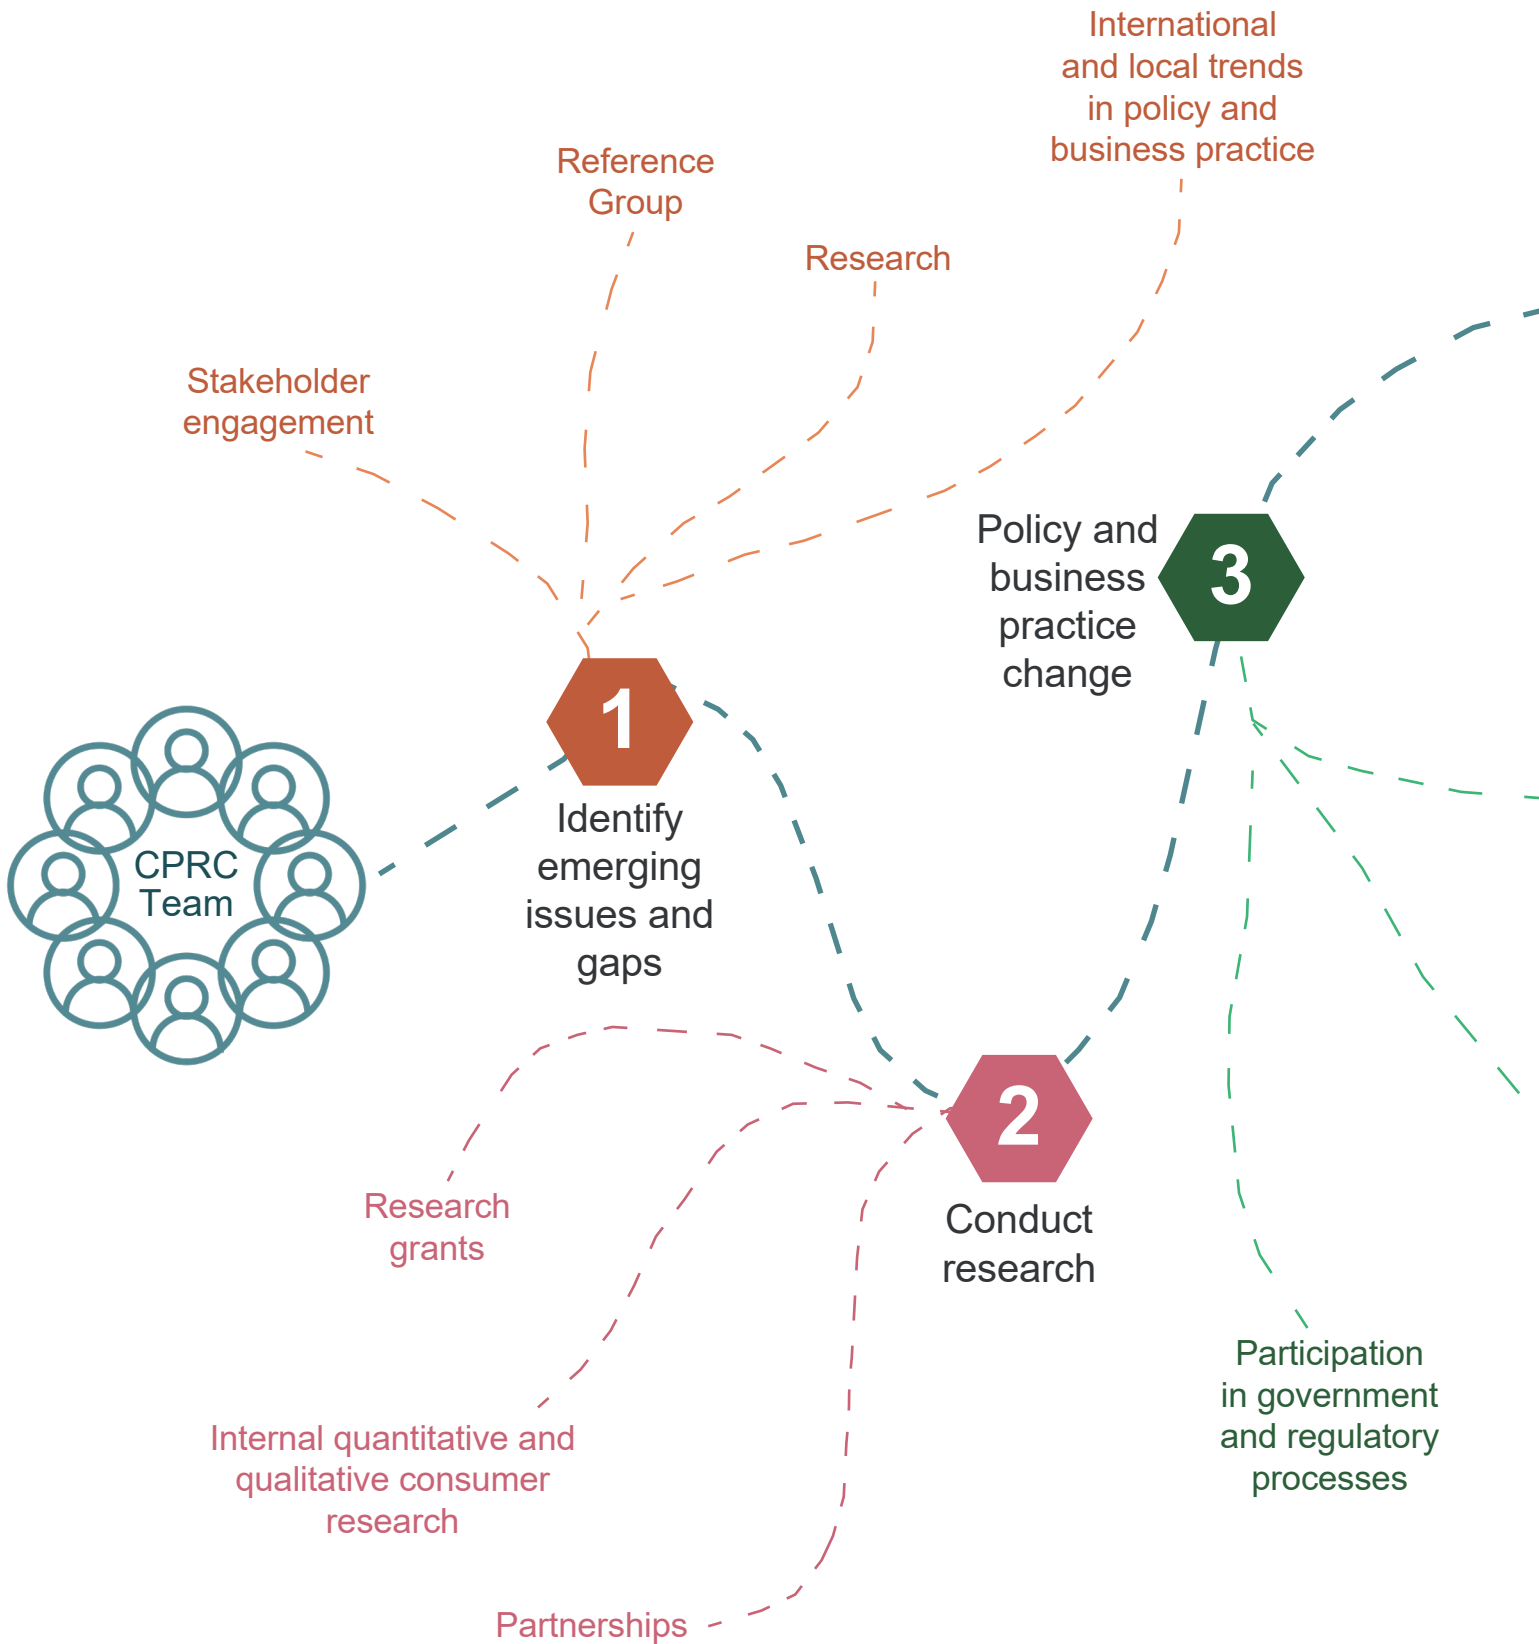 International
and local trends
in policy and
business practice
Reference
Group
Research
Stakeholder
engagement
Policy and
business
practice
change
3
1
Identify
emerging
issues and
gaps
CPRC
Team
2
Conduct
research
Research
grants
Internal quantitative and
qualitative consumer
research
Partnerships
Participation
in government
and regulatory
processes